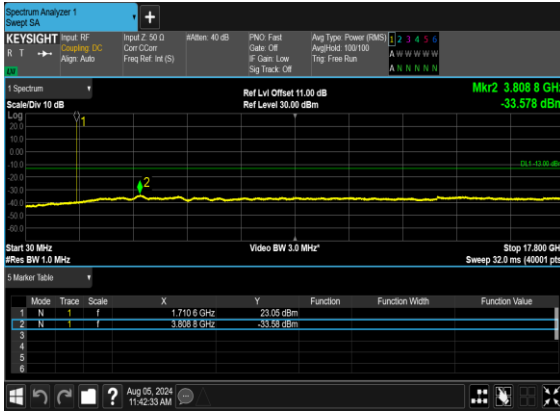 Spectrum Analyzer 1
Swept SA
+
KEYSIGHT Input: RF Input Z: 50 Ω #Atten: 40 dB PNO: Fast Avg Type: Power (RMS) 1 2 3 4 5 6
R T Coupling: DC Corr CCorr Gate: Off Avg|Hold: 100/100 A W W W W W
Align: Auto Freq Ref: Int (S) IF Gain: Low Trig: Free Run
Sig Track: Off A N N N N N
1 Spectrum
Ref Lvl Offset 11.00 dB Mkr2 3.808 8 GHz
Scale/Div 10 dB Ref Level 30.00 dBm -33.578 dBm
Log
20.0
10.0
0.00
-10.0
-20.0
-30.0
-40.0
-50.0
-60.0
1
2
DL1 -13.00 dBm
Start 30 MHz Video BW 3.0 MHz* Stop 17.800 GHz
#Res BW 1.0 MHz Sweep 32.0 ms (40001 pts)
5 Marker Table
Mode Trace Scale X Y Function Function Width Function Value
1 N 1 f 1.710 6 GHz 23.05 dBm
2 N 1 f 3.808 8 GHz -33.58 dBm
3
4
5
6
? Aug 05, 2024
11:42:33 AM